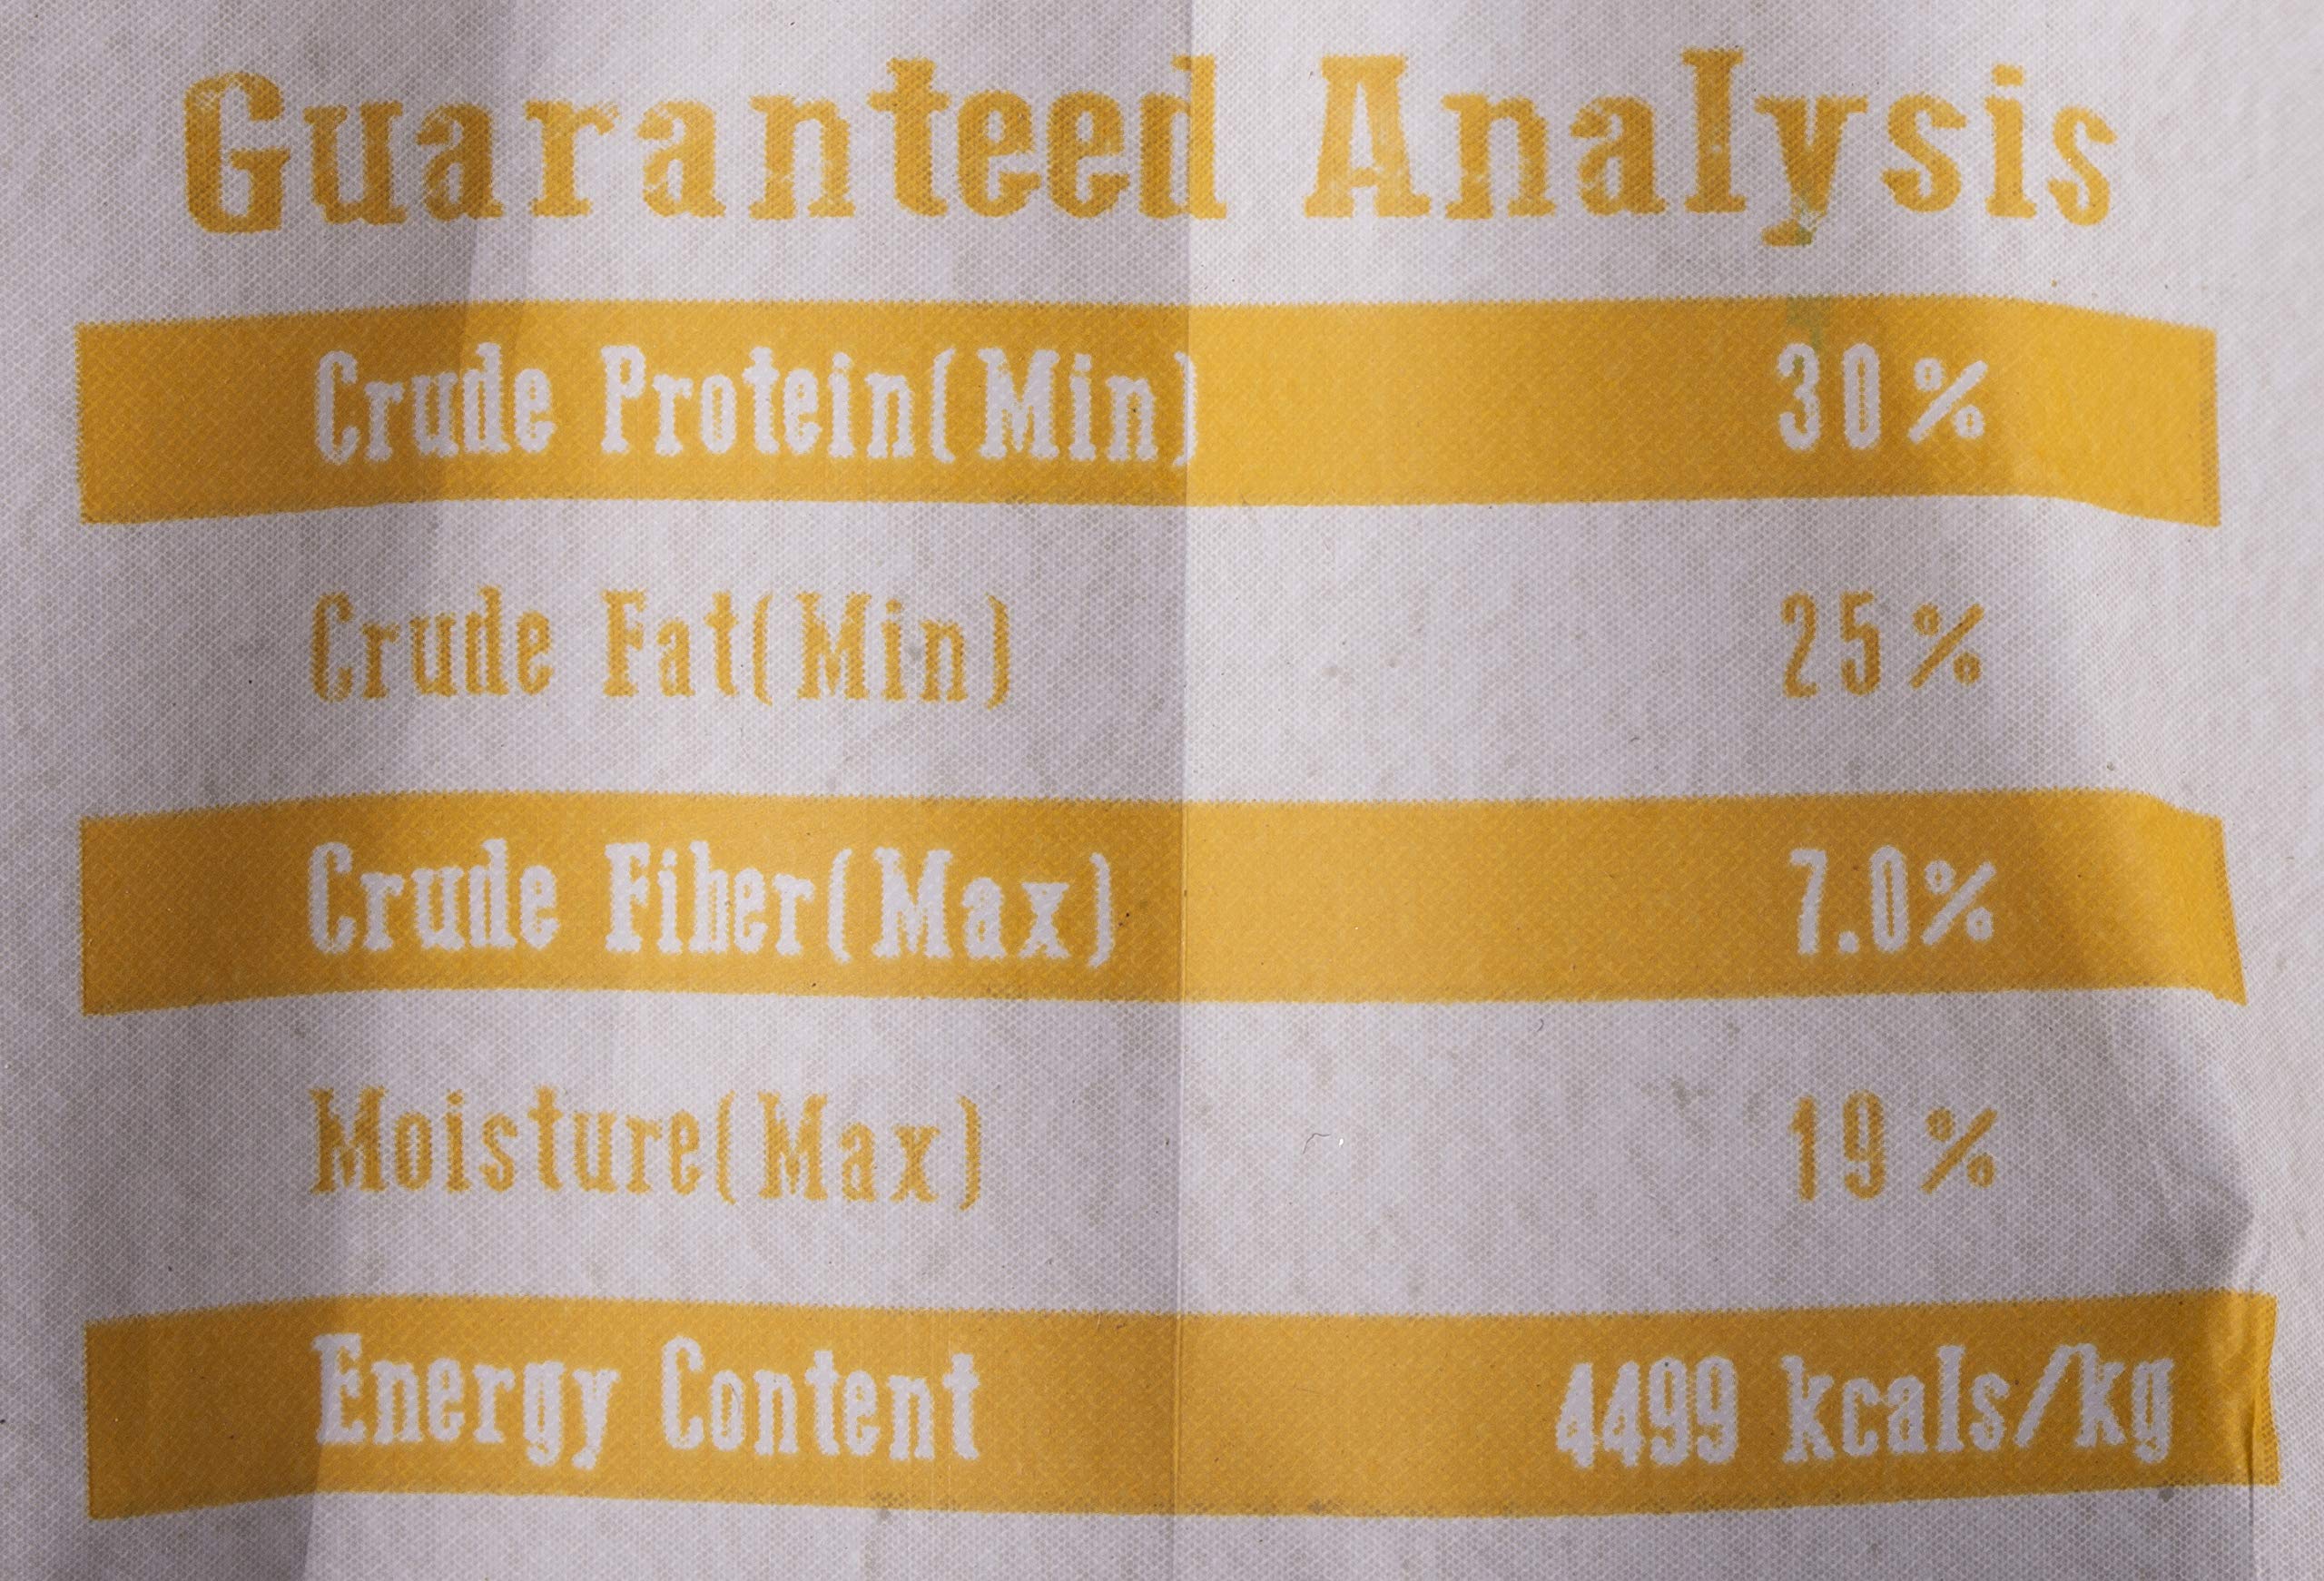 Guaranteed Analysis
Crude Protein(Min) 30%
Crude Fat(Min) 25%
Crude Fiber(Max) 7.0%
Moisture(Max) 19%
Energy Content 4499 kcals/kg